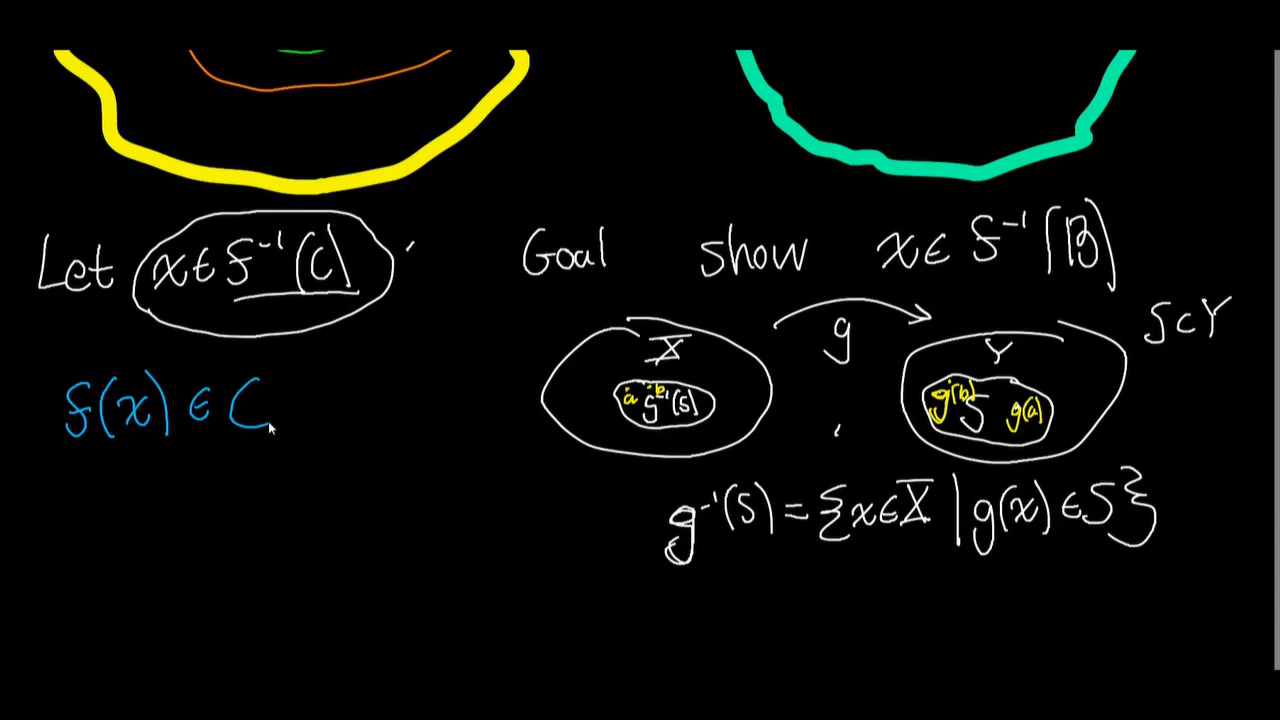 Let x ∈ f⁻¹(C). Goal show x ∈ f⁻¹(B)
g S ⊂ Y
X Y
a b g⁻¹(S) g(b) S g(a)
f(x) ∈ C
g⁻¹(S) = {x ∈ X | g(x) ∈ S}